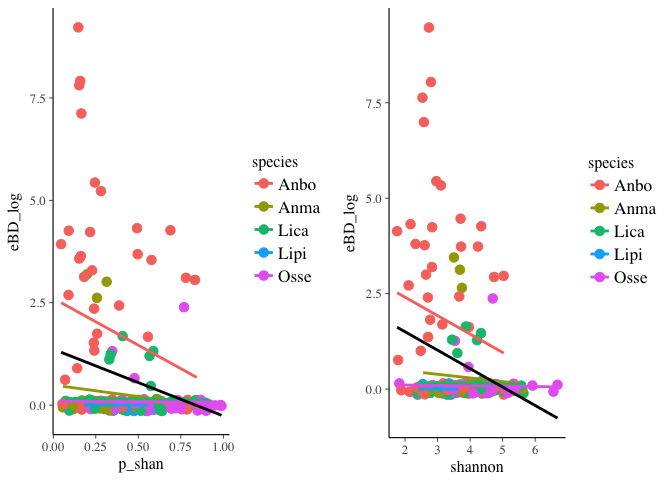 eBD_log
7.5
5.0
2.5
0.0
0.00 0.25 0.50 0.75 1.00
p_shan
species
Anbo
Anma
Lica
Lipi
Osse
eBD_log
7.5
5.0
2.5
0.0
2 3 4 5 6
shannon
species
Anbo
Anma
Lica
Lipi
Osse